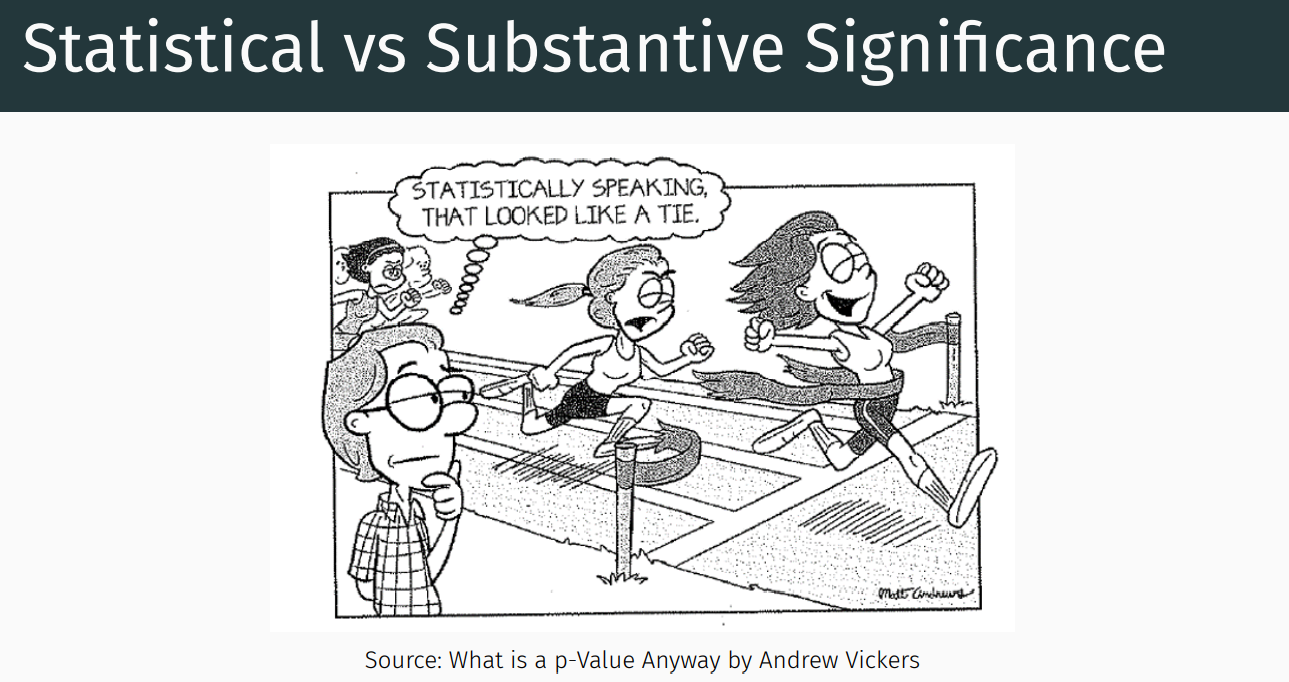 Statistical vs Substantive Significance
STATISTICALLY SPEAKING,
THAT LOOKED LIKE A TIE.
Matt Andrews
Source: What is a p-Value Anyway by Andrew Vickers